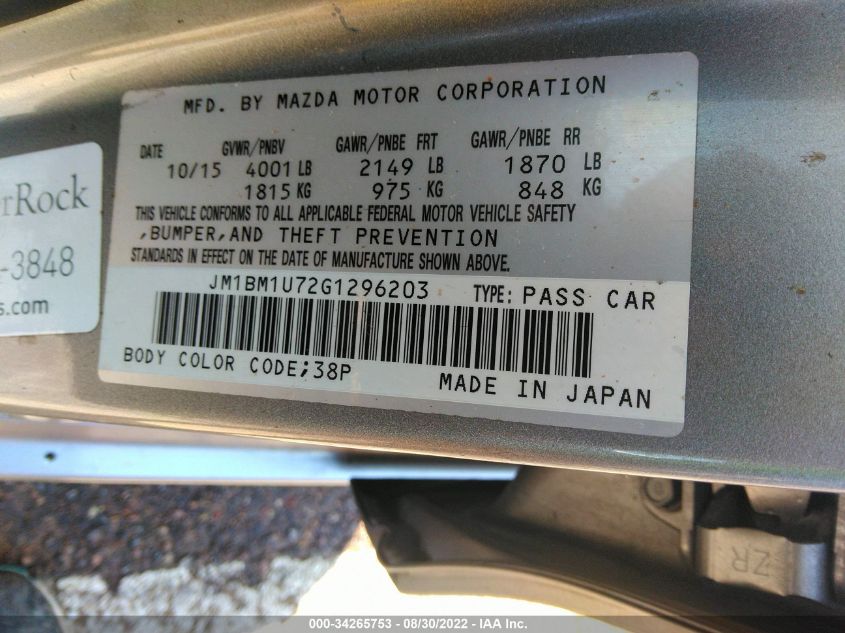 MFD. BY MAZDA MOTOR CORPORATION
DATE GVWR/PNBV GAWR/PNBE FRT GAWR/PNBE RR
10/15 4001 LB 2149 LB 1870 LB
1815 KG 975 KG 848 KG
THIS VEHICLE CONFORMS TO ALL APPLICABLE FEDERAL MOTOR VEHICLE SAFETY
,BUMPER,AND THEFT PREVENTION
STANDARDS IN EFFECT ON THE DATE OF MANUFACTURE SHOWN ABOVE.
JM1BM1U72G1296203 TYPE: PASS CAR
BODY COLOR CODE;38P
MADE IN JAPAN
rRock
-3848
s.com
ZR
000-34265753 - 08/30/2022 - IAA Inc.